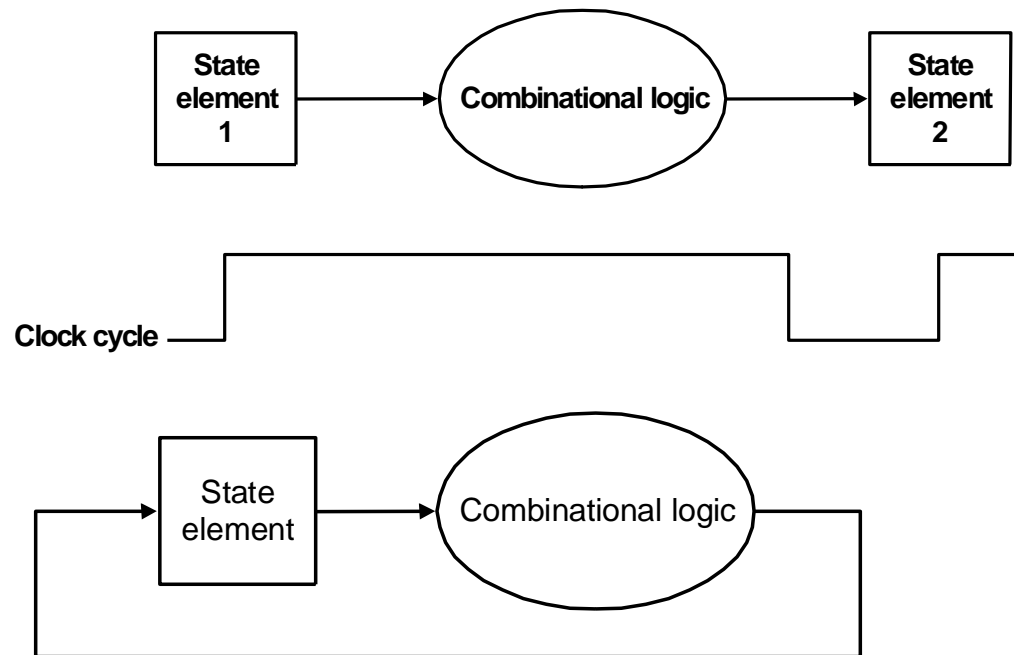 State
element
1
Combinational logic
State
element
2
Clock cycle
State
element
Combinational logic